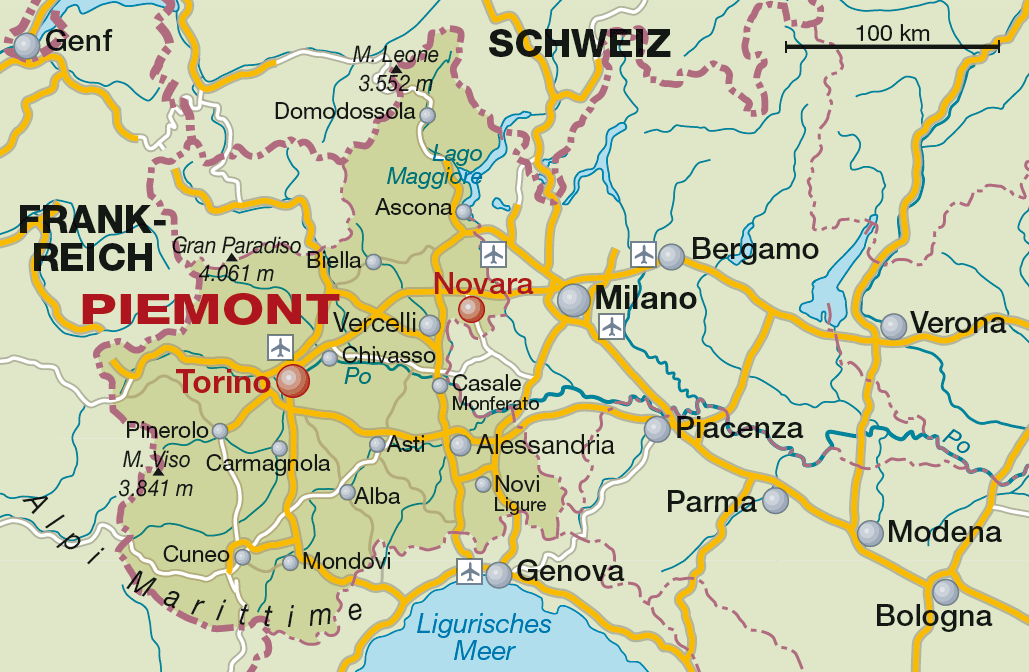 Genf
SCHWEIZ
100 km
M. Leone
3.552 m
Domodossola
Lago
Maggiore
Ascona
FRANK-
REICH
Gran Paradiso
4.061 m
Biella
Bergamo
PIEMONT
Novara
Milano
Vercelli
Verona
Chivasso
Po
Torino
Casale
Monferato
Pinerolo
Asti
Alessandria
Piacenza
Po
M. Viso
3.841 m
Carmagnola
Alba
Novi
Ligure
Parma
Modena
Cuneo
Mondovi
Genova
Alpi Marittime
Bologna
Ligurisches
Meer